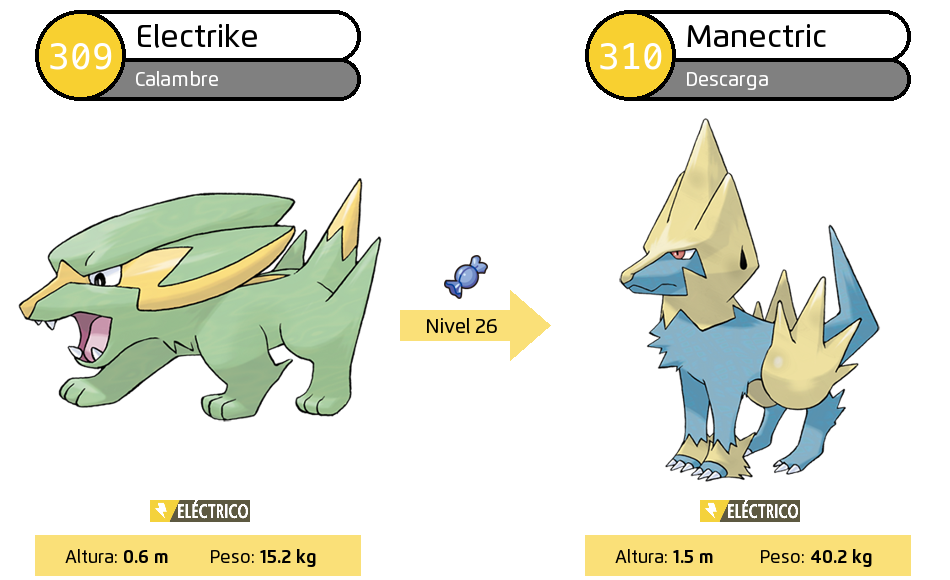 309
Electrike
Calambre
310
Manectric
Descarga
Nivel 26
ELÉCTRICO
ELÉCTRICO
Altura: 0.6 m Peso: 15.2 kg
Altura: 1.5 m Peso: 40.2 kg